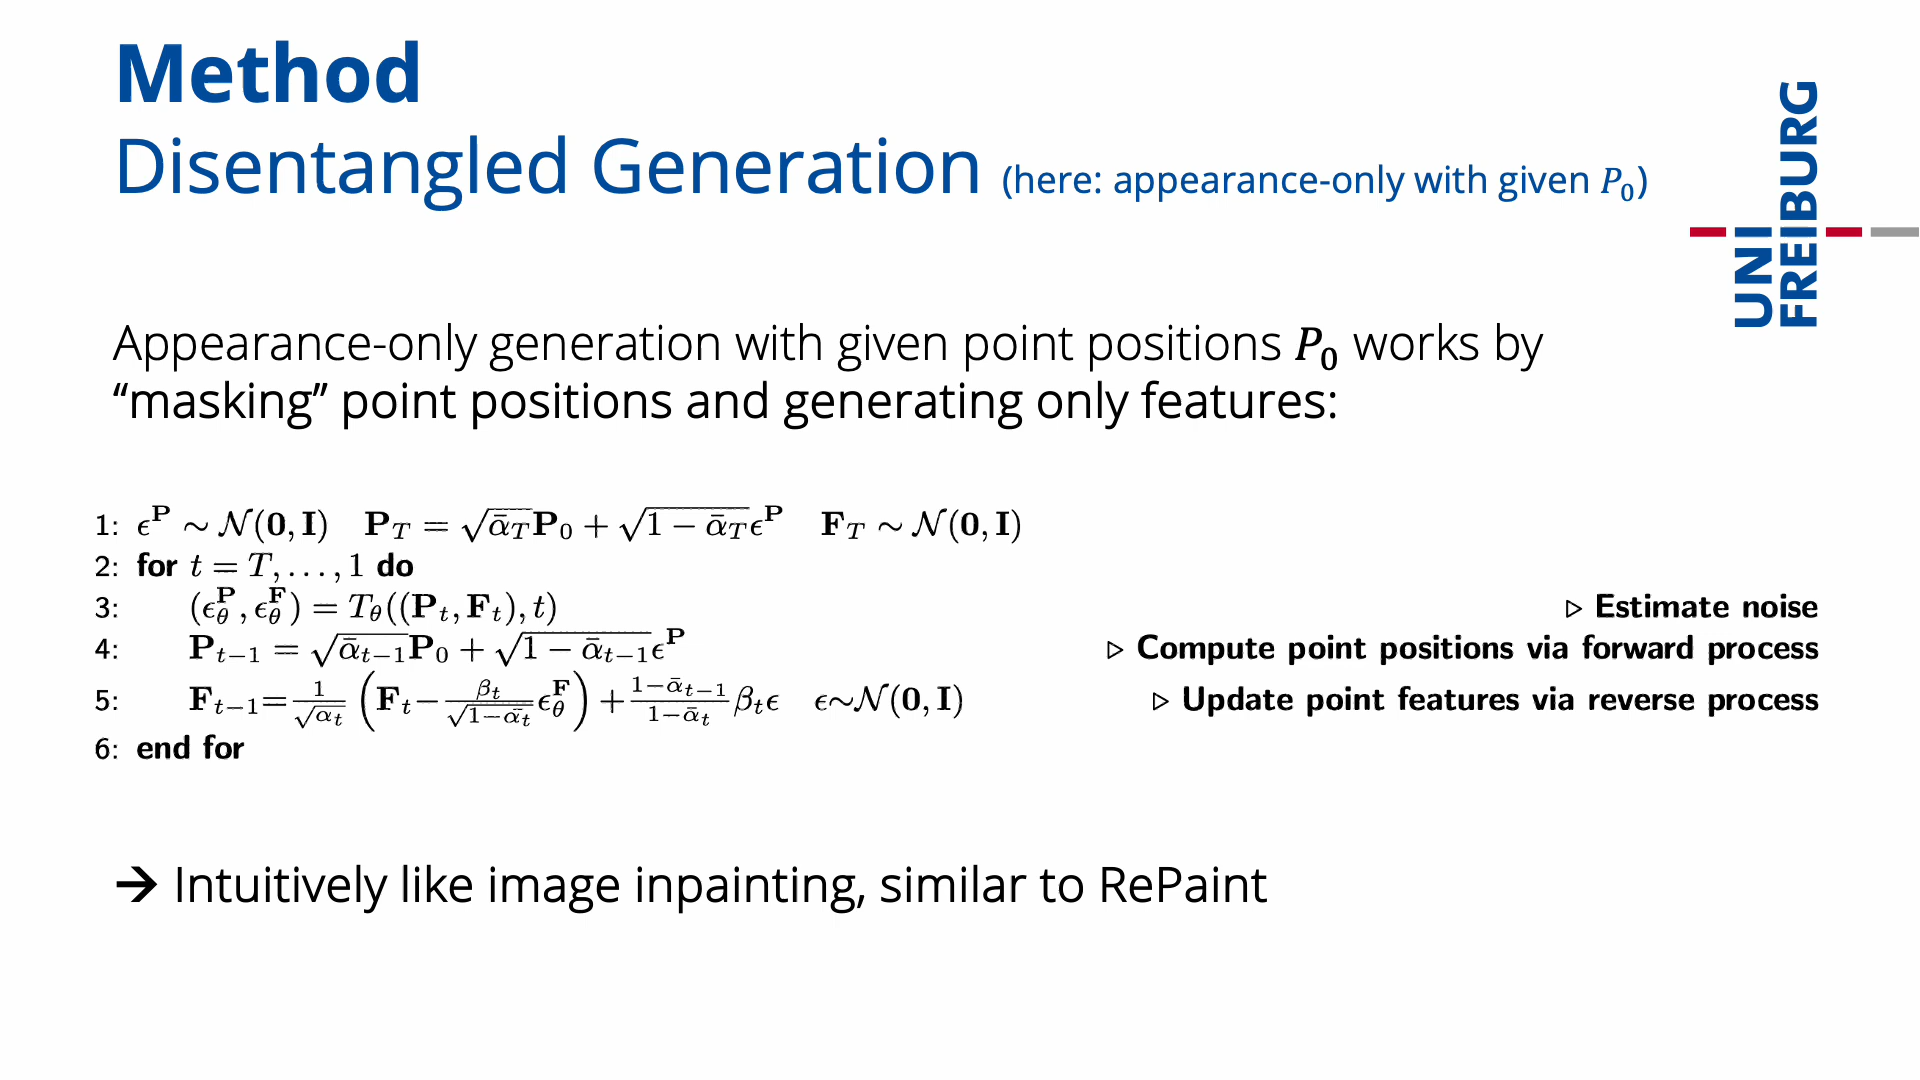 Method
Disentangled Generation (here: appearance-only with given P₀)
UNI
FREIBURG
Appearance-only generation with given point positions P₀ works by
“masking” point positions and generating only features:
1: ϵ^P ∼ 𝒩(0, I) P_T = √(ᾱ_T) P₀ + √(1 − ᾱ_T) ϵ^P F_T ∼ 𝒩(0, I)
2: for t = T, . . . , 1 do
3: (ϵ_θ^P, ϵ_θ^F) = T_θ((P_t, F_t), t) ▷ Estimate noise
4: P_{t−1} = √(ᾱ_{t−1}) P₀ + √(1 − ᾱ_{t−1}) ϵ^P ▷ Compute point positions via forward process
5: F_{t−1} = 1/√(α_t) (F_t − β_t/√(1−ᾱ_t) ϵ_θ^F) + (1−ᾱ_{t−1})/(1−ᾱ_t) β_t ϵ ϵ∼𝒩(0, I) ▷ Update point features via reverse process
6: end for
→ Intuitively like image inpainting, similar to RePaint